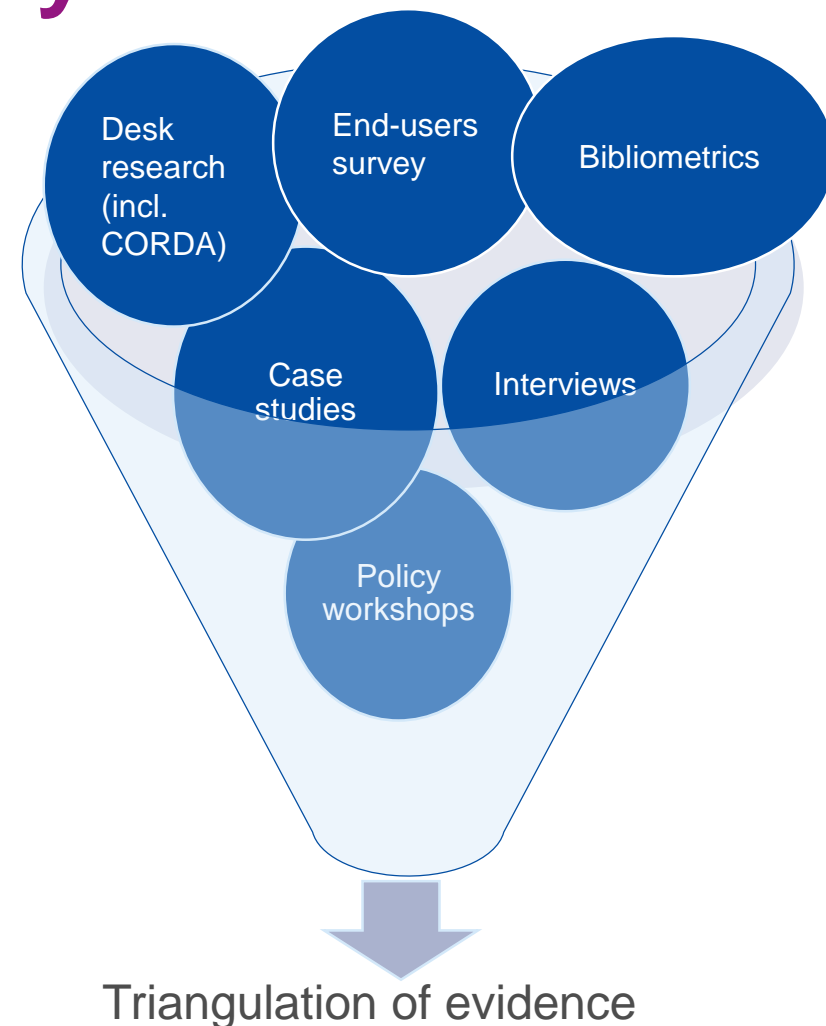 y
Desk
research
(incl.
CORDA)
End-users
survey
Bibliometrics
Case
studies
Interviews
Policy
workshops
Triangulation of evidence